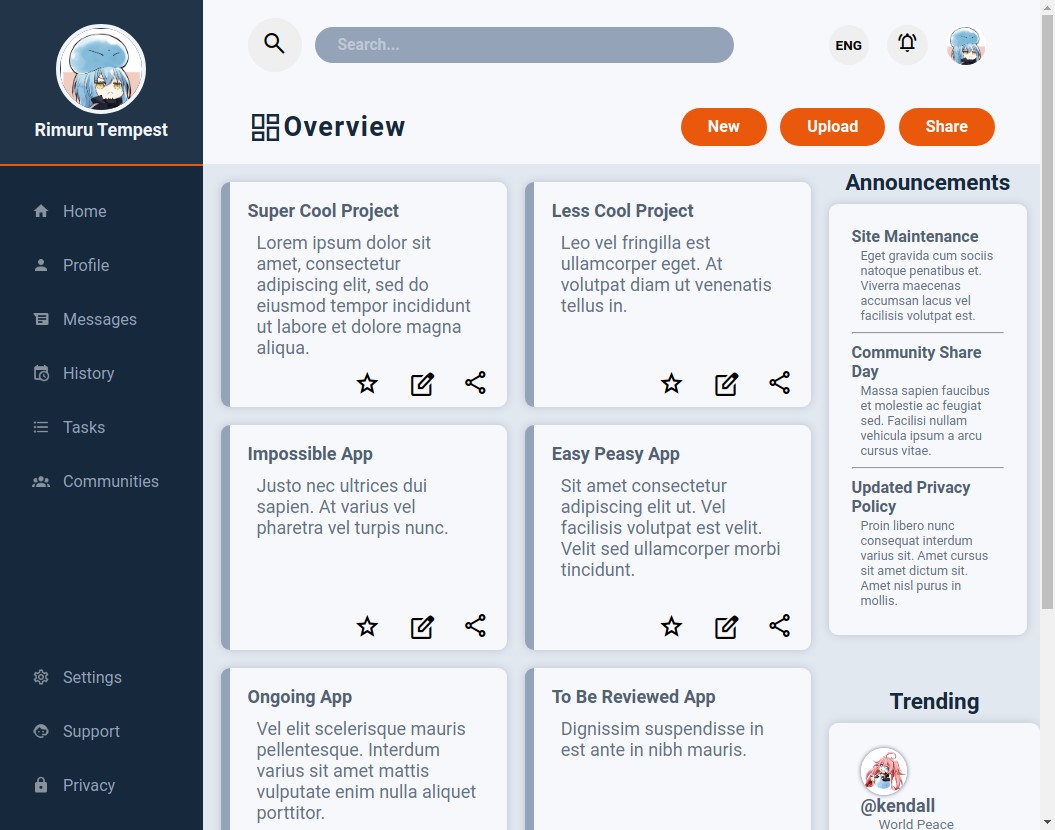 Rimuru Tempest
Home
Profile
Messages
History
Tasks
Communities
Settings
Support
Privacy
Search...
ENG
Overview
New
Upload
Share
Super Cool Project
Lorem ipsum dolor sit
amet, consectetur
adipiscing elit, sed do
eiusmod tempor incididunt
ut labore et dolore magna
aliqua.
Less Cool Project
Leo vel fringilla est
ullamcorper eget. At
volutpat diam ut venenatis
tellus in.
Impossible App
Justo nec ultrices dui
sapien. At varius vel
pharetra vel turpis nunc.
Easy Peasy App
Sit amet consectetur
adipiscing elit ut. Vel
facilisis volutpat est velit.
Velit sed ullamcorper morbi
tincidunt.
Ongoing App
Vel elit scelerisque mauris
pellentesque. Interdum
varius sit amet mattis
vulputate enim nulla aliquet
porttitor.
To Be Reviewed App
Dignissim suspendisse in
est ante in nibh mauris.
Announcements
Site Maintenance
Eget gravida cum sociis
natoque penatibus et.
Viverra maecenas
accumsan lacus vel
facilisis volutpat est.
Community Share
Day
Massa sapien faucibus
et molestie ac feugiat
sed. Facilisi nullam
vehicula ipsum a arcu
cursus vitae.
Updated Privacy
Policy
Proin libero nunc
consequat interdum
varius sit. Amet cursus
sit amet dictum sit.
Amet nisl purus in
mollis.
Trending
@kendall
World Peace